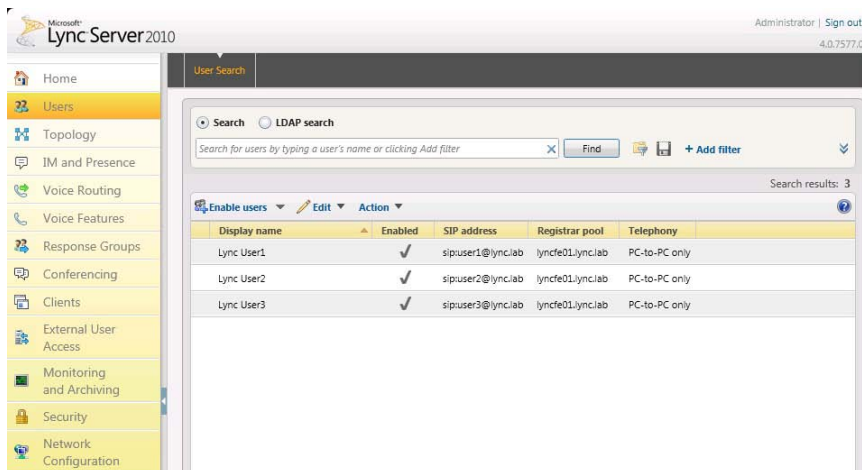 Microsoft®
Lync Server 2010
Administrator | Sign out
4.0.7577.0
Home
Users
Topology
IM and Presence
Voice Routing
Voice Features
Response Groups
Conferencing
Clients
External User
Access
Monitoring
and Archiving
Security
Network
Configuration
User Search
Search LDAP search
Search for users by typing a user's name or clicking Add filter Find + Add filter
Search results: 3
Enable users Edit Action
Display name Enabled SIP address Registrar pool Telephony
Lync User1 sip:user1@lync.lab lyncfe01.lync.lab PC-to-PC only
Lync User2 sip:user2@lync.lab lyncfe01.lync.lab PC-to-PC only
Lync User3 sip:user3@lync.lab lyncfe01.lync.lab PC-to-PC only